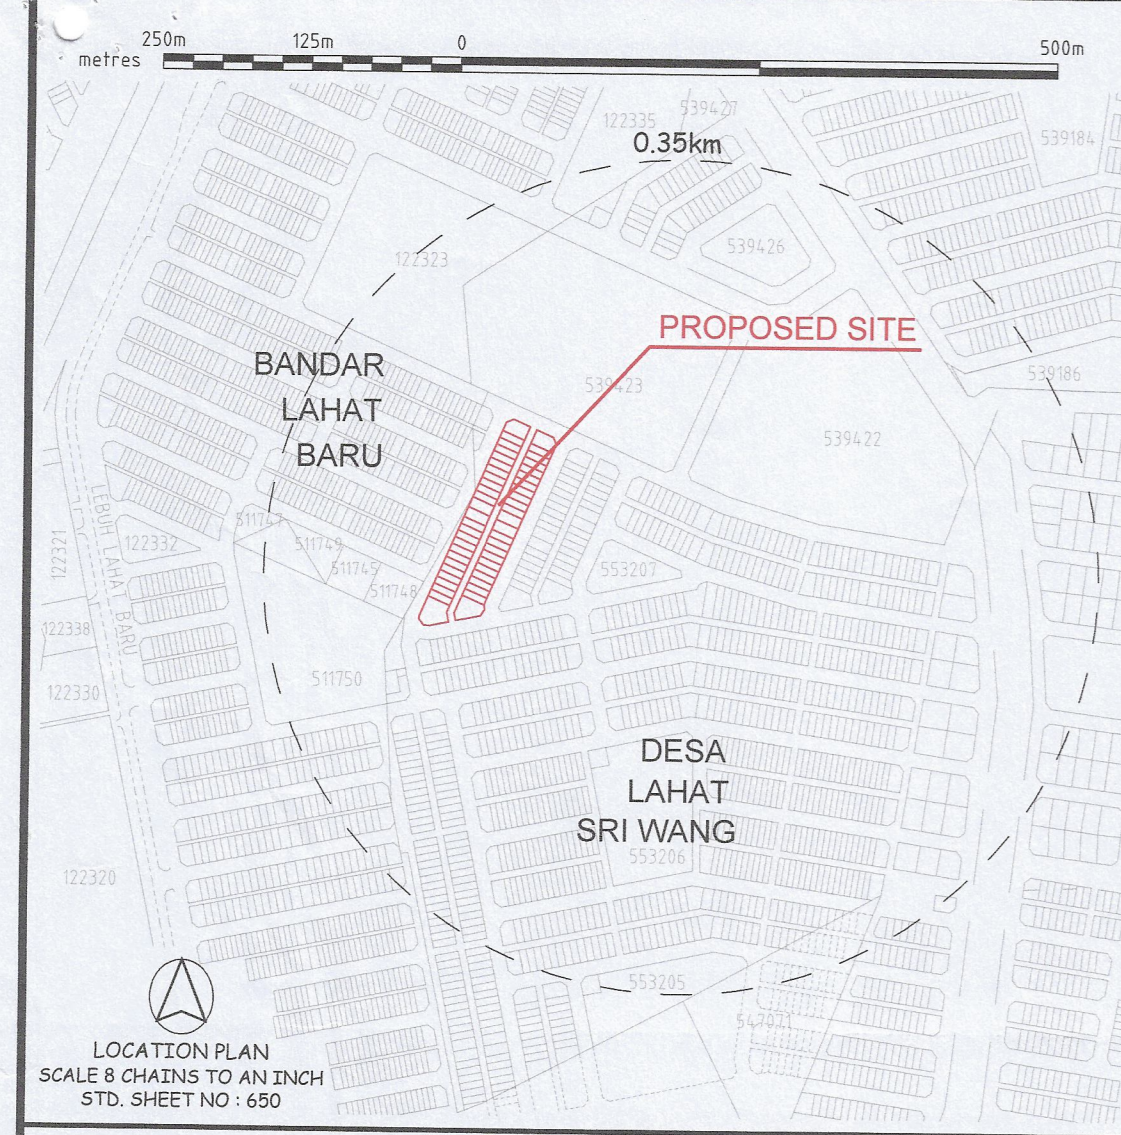 250m 125m 0 500m
metres
539427
122335
0.35km
539184
539426
122323
PROPOSED SITE
539186
BANDAR
LAHAT
BARU
539423
539422
LEBUH LAHAT BARU
511747
122332
511749
122321
511745
553207
511748
122338
511750
122330
DESA
LAHAT
SRI WANG
553206
122320
553205
LOCATION PLAN
SCALE 8 CHAINS TO AN INCH
STD. SHEET NO : 650